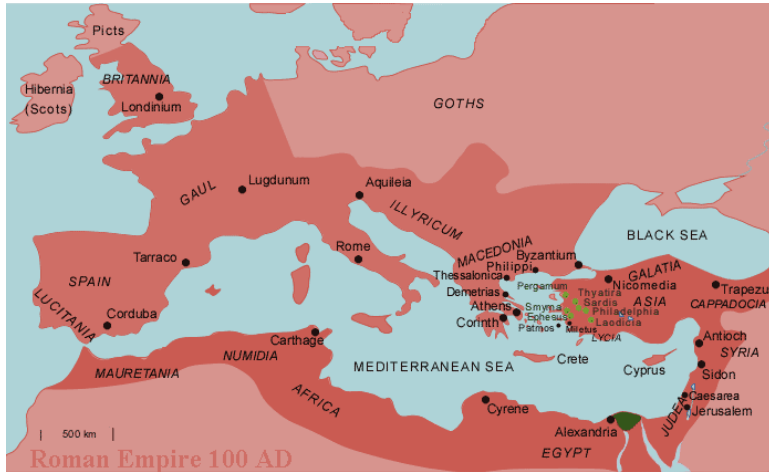 Picts
BRITANNIA
Hibernia
(Scots)
Londinium
GOTHS
GAUL
Lugdunum
Aquileia
ILLYRICUM
BLACK SEA
MACEDONIA
Byzantium
Rome
Tarraco
Philippi
GALATIA
Thessalonica
Nicomedia
SPAIN
Pergamum
Thyatira
Trapezu
Demetrias
Sardis
ASIA
CAPPADOCIA
LUCITANIA
Corduba
Athens
Smyrna
Philadelphia
Corinth
Ephesus
Laodicia
Patmos
Miletus
LYCIA
Carthage
Antioch
NUMIDIA
Crete
SYRIA
MAURETANIA
MEDITERRANEAN SEA
Cyprus
Sidon
AFRICA
Cyrene
Caesarea
JUDEA
Jerusalem
500 km
Alexandria
EGYPT
Roman Empire 100 AD